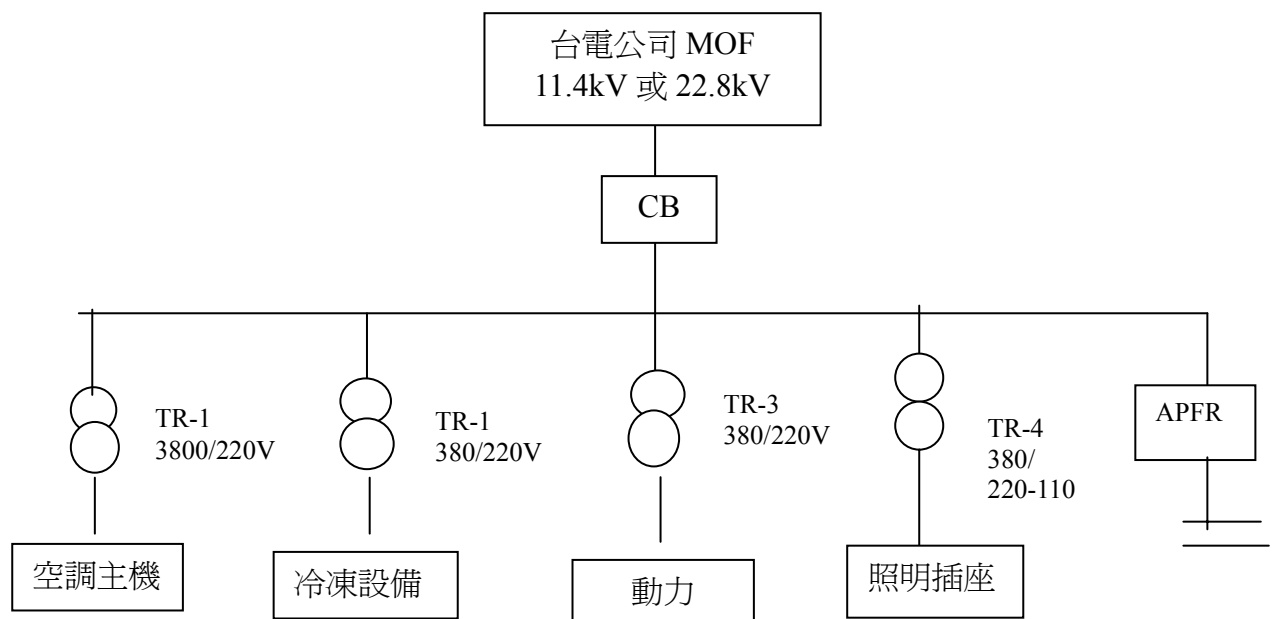 台電公司 MOF
11.4kV 或 22.8kV
CB
TR-1
3800/220V
TR-1
380/220V
TR-3
380/220V
TR-4
380/
220-110
APFR
空調主機
冷凍設備
動力
照明插座